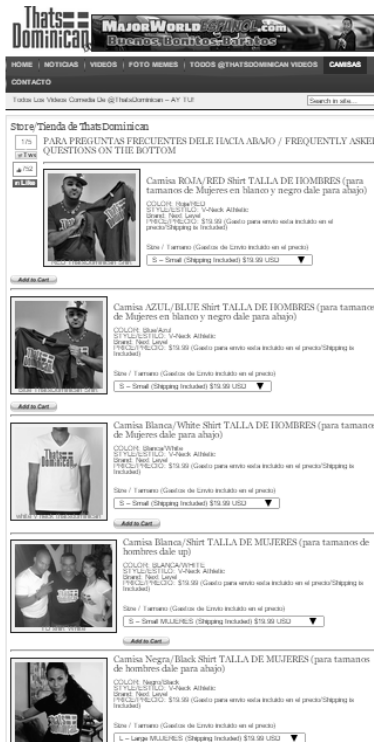 Thats
Dominican
MAJORWORLDESPAÑOL.com
Buenos Bonitos Baratos
HOME | NOTICIAS | VIDEOS | FOTO MEMES | TODOS @THATSDOMINICAN VIDEOS CAMISAS
CONTACTO
Todos Los Videos Comedia De @ThatsDominican – AY TU!
Search in site...
Store/Tienda de ThatsDominican
175
PARA PREGUNTAS FRECUENTES DELE HACIA ABAJO / FREQUENTLY ASKE
QUESTIONS ON THE BOTTOM
752
Like
Camisa ROJA/RED Shirt TALLA DE HOMBRES (para
tamanos de Mujeres en blanco y negro dale para abajo)
COLOR: Roja/RED
STYLE/ESTILO: V-Neck Athletic
Brand: Next Level
PRICE/PRECIO: $19.99 (Gasto para envio esta incluido en el
precio/Shipping is Included)
Size / Tamano (Gastos de Envio incluido en el precio)
S – Small (Shipping Included) $19.99 USD
Add to Cart
Camisa AZUL/BLUE Shirt TALLA DE HOMBRES (para tamanos
de Mujeres en blanco y negro dale para abajo)
COLOR: Blue/Azul
STYLE/ESTILO: V-Neck Athletic
Brand: Next Level
PRICE/PRECIO: $19.99 (Gasto para envio esta incluido en el precio/Shipping is
Included)
Size / Tamano (Gastos de Envio incluido en el precio)
S – Small (Shipping Included) $19.99 USD
Add to Cart
Camisa Blanca/White Shirt TALLA DE HOMBRES (para tamanos
de Mujeres dale para abajo)
COLOR: Blanca/White
STYLE/ESTILO: V-Neck Athletic
Brand: Next Level
PRICE/PRECIO: $19.99 (Gasto para envio esta incluido en el precio/Shipping is
Included)
Thats
Dominican
Size / Tamano (Gastos de Envio incluido en el precio)
S – Small (Shipping Included) $19.99 USD
Add to Cart
Camisa Blanca/Shirt TALLA DE MUJERES (para tamanos de
hombres dale up)
COLOR: BLANCA/WHITE
STYLE/ESTILO: V-Neck Athletic
Brand: Next Level
PRICE/PRECIO: $19.99 (Gasto para envio esta incluido en el precio/Shipping is
Included)
Size / Tamano (Gastos de Envio incluido en el precio)
S – Small MUJERES (Shipping Included) $19.99 USD
Add to Cart
Camisa Negra/Black Shirt TALLA DE MUJERES (para tamanos
de hombres dale para abajo)
COLOR: Negro/Black
STYLE/ESTILO: V-Neck Athletic
Brand: Next Level
PRICE/PRECIO: $19.99 (Gasto para envio esta incluido en el precio/Shipping is
Included)
Size / Tamano (Gastos de Envio incluido en el precio)
L – Large MUJERES (Shipping Included) $19.99 USD